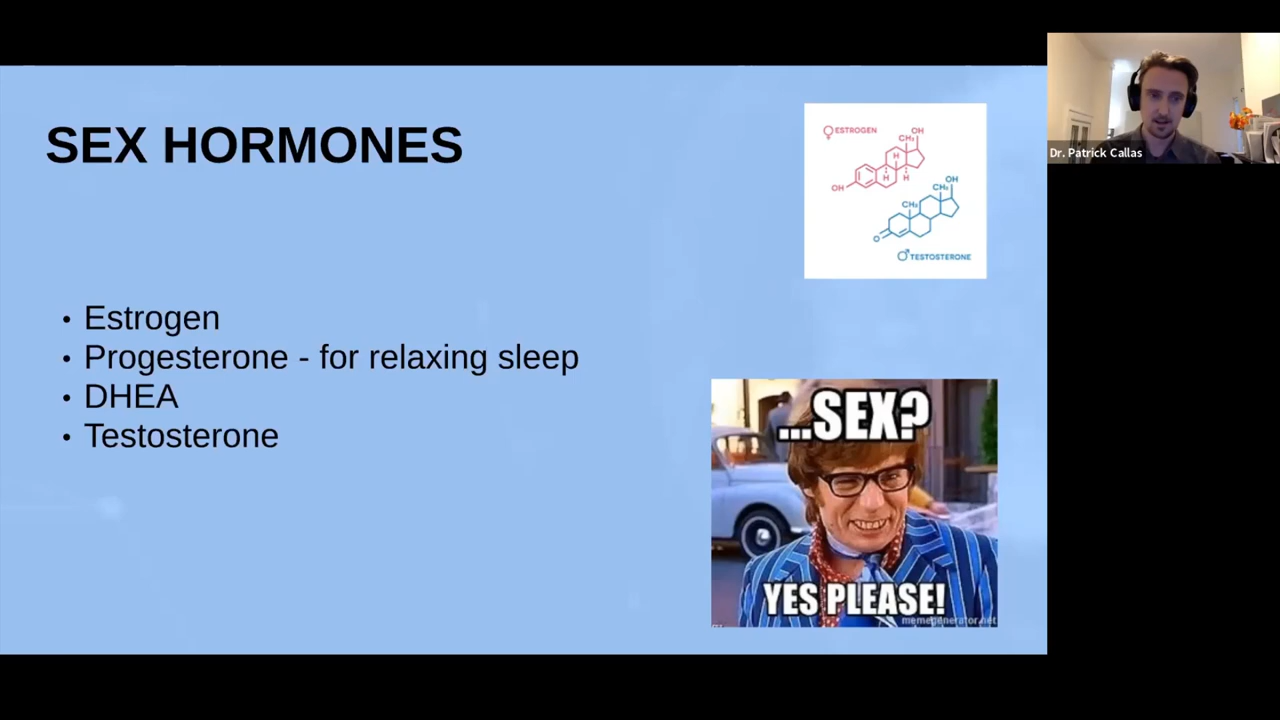 SEX HORMONES
• Estrogen
• Progesterone - for relaxing sleep
• DHEA
• Testosterone
♀ ESTROGEN
OH
CH₃
H
H
H
OH
OH
CH₃
CH₃
O
♂ TESTOSTERONE
...SEX?
YES PLEASE!
memegenerator.net
Dr. Patrick Callas